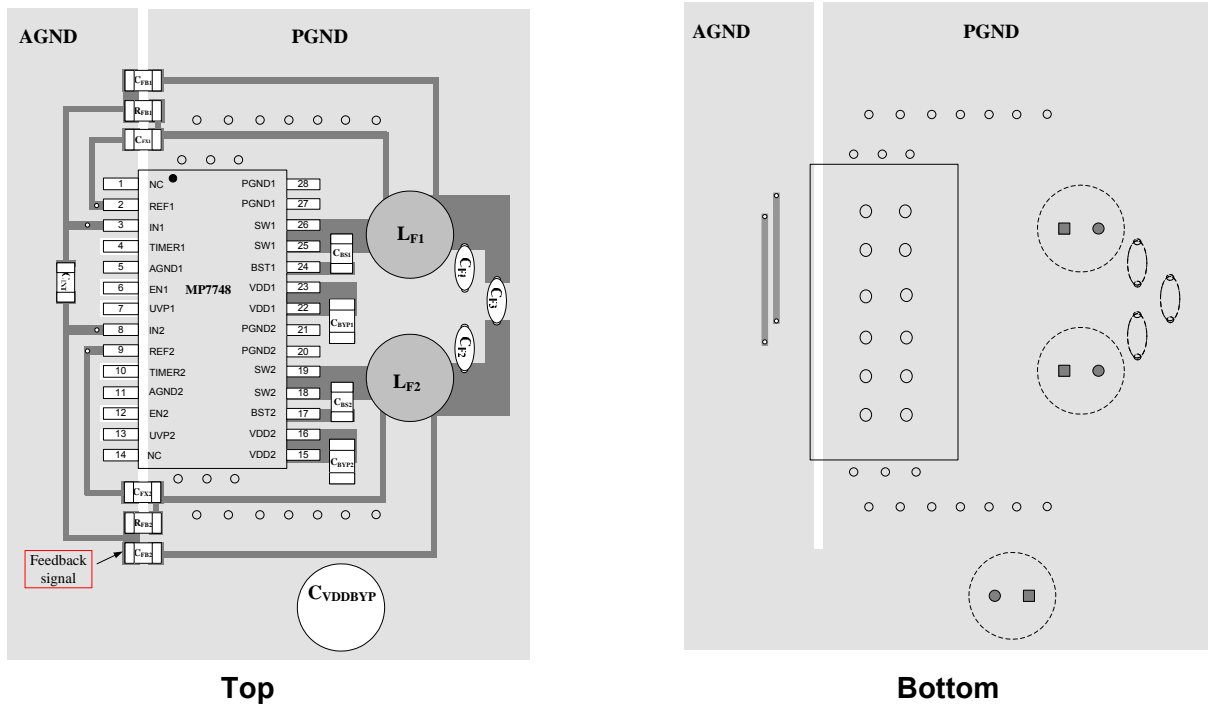 AGND PGND
CFB1
RFB1
CFX1
1 NC PGND1 28
2 REF1 PGND1 27
3 IN1 SW1 26
4 TIMER1 SW1 25
5 AGND1 BST1 24
6 EN1 MP7748 VDD1 23
7 UVP1 VDD1 22
8 IN2 PGND2 21
9 REF2 PGND2 20
10 TIMER2 SW2 19
11 AGND2 SW2 18
12 EN2 BST2 17
13 UVP2 VDD2 16
14 NC VDD2 15
LF1
CBS1
CF1
CF3
CBYP1
CF2
LF2
CBS2
CBYP2
CFX2
RFB2
CFB2
Feedback
signal
CVDDBYP
Top
AGND PGND
Bottom